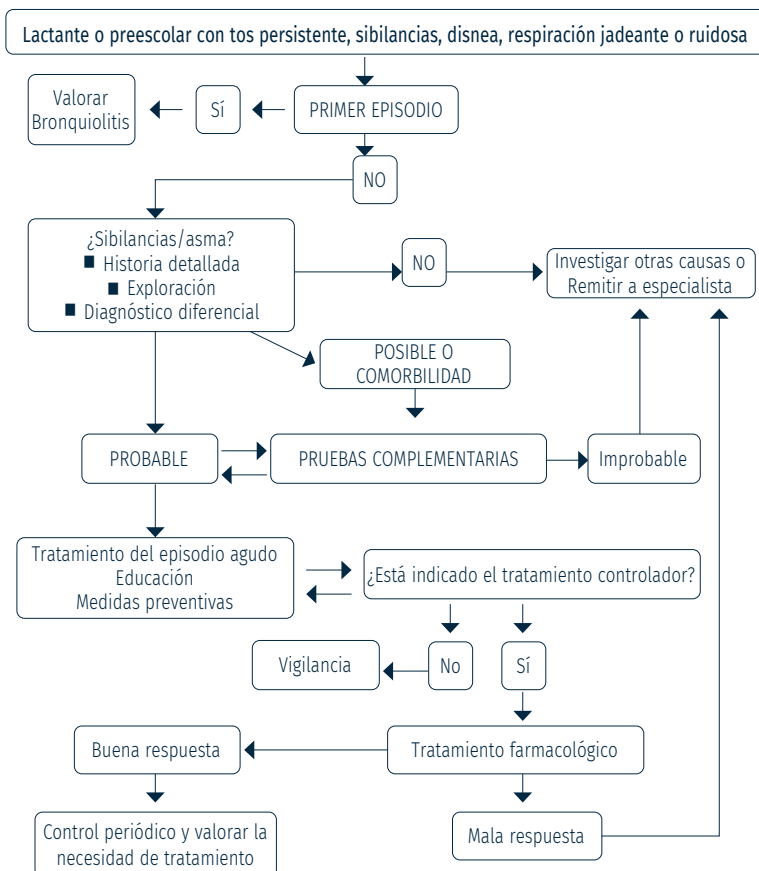 Lactante o preescolar con tos persistente, sibilancias, disnea, respiración jadeante o ruidosa
Valorar
Bronquiolitis
Sí
PRIMER EPISODIO
NO
¿Sibilancias/asma?
■ Historia detallada
■ Exploración
■ Diagnóstico diferencial
NO
Investigar otras causas o
Remitir a especialista
POSIBLE O
COMORBILIDAD
PROBABLE
PRUEBAS COMPLEMENTARIAS
Improbable
Tratamiento del episodio agudo
Educación
Medidas preventivas
¿Está indicado el tratamiento controlador?
Vigilancia
No
Sí
Buena respuesta
Tratamiento farmacológico
Control periódico y valorar la
necesidad de tratamiento
Mala respuesta